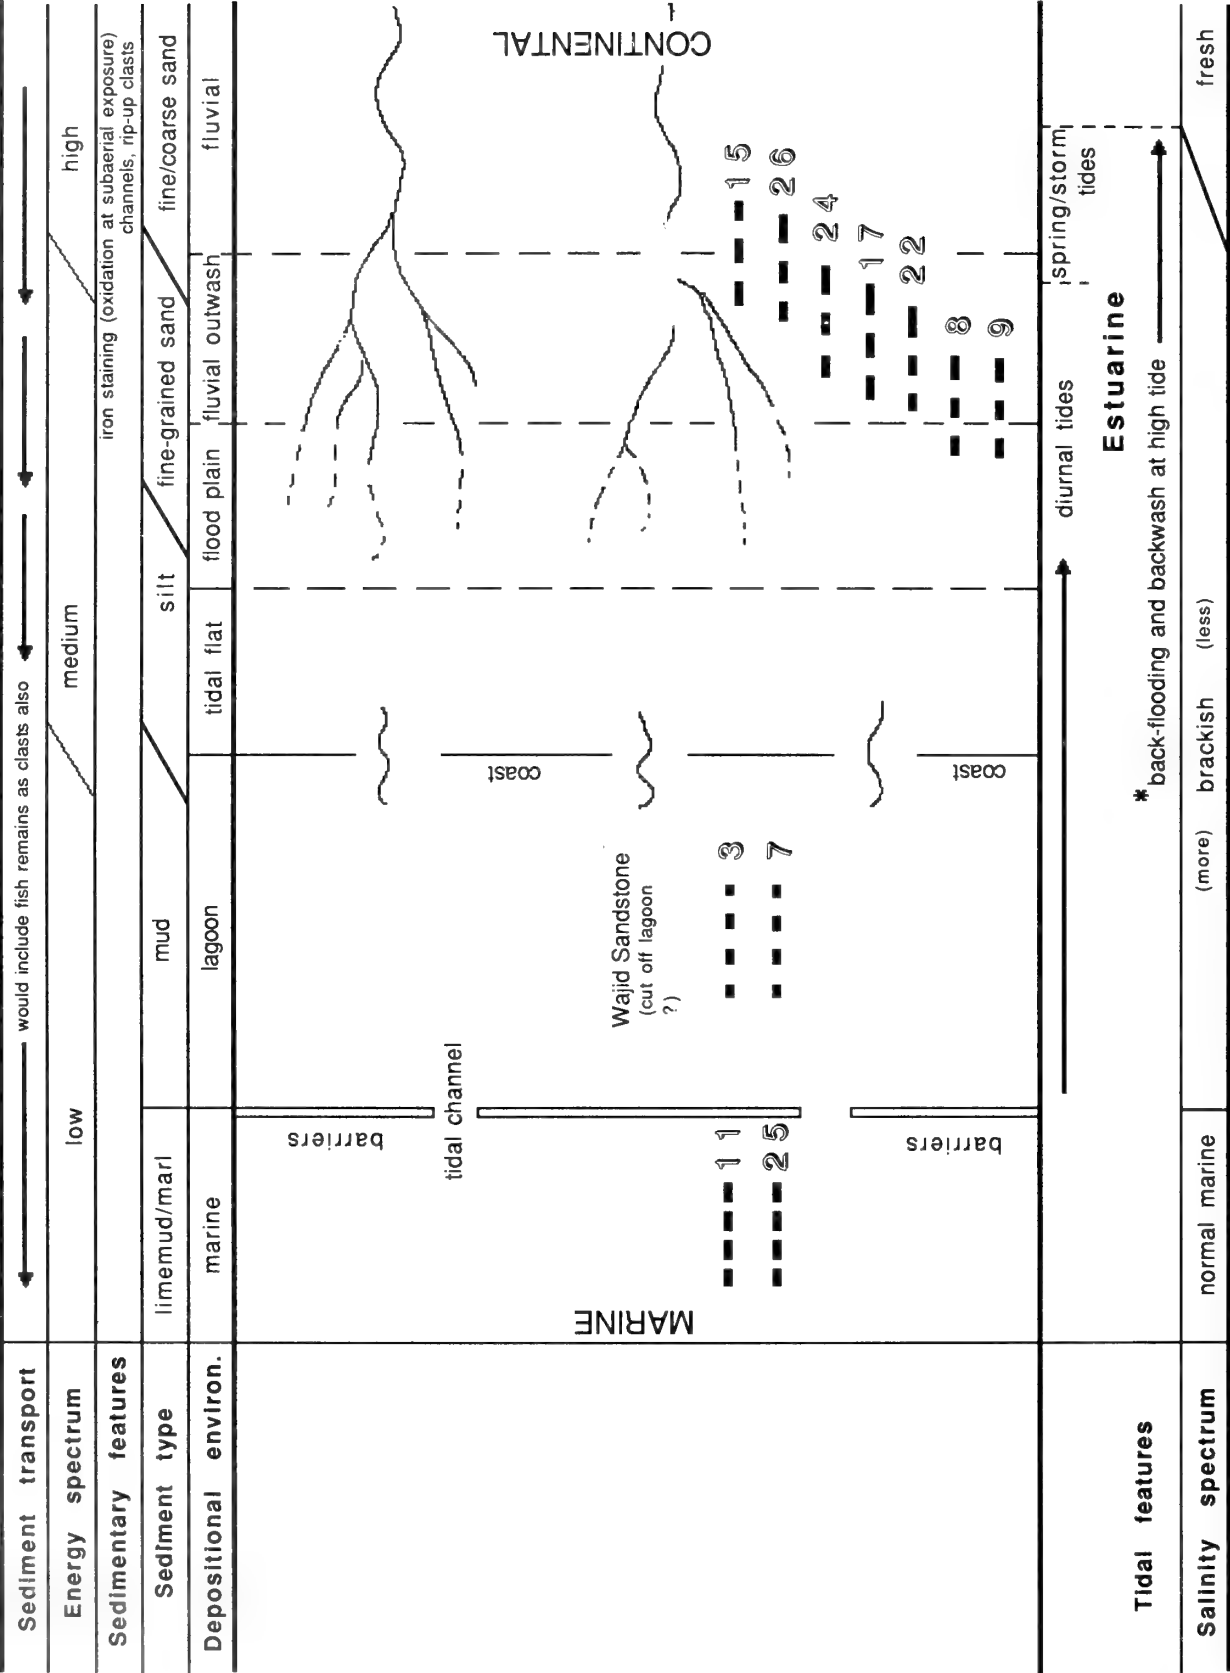 Sediment transport
would include fish remains as clasts also
Energy spectrum
low
medium
high
Sedimentary features
iron staining (oxidation at subaerial exposure)
channels, rip-up clasts
Sediment type
limemud/marl
mud
silt
fine-grained sand
fine/coarse sand
Depositional environ.
marine
lagoon
tidal flat
flood plain
fluvial outwash
fluvial
barriers
tidal channel
coast
CONTINENTAL
MARINE
Wajid Sandstone
(cut off lagoon
?)
11
25
3
7
15
26
24
17
22
8
9
barriers
coast
Tidal features
diurnal tides
spring/storm
tides
Estuarine
*back-flooding and backwash at high tide
Salinity spectrum
normal marine
(more) brackish (less)
fresh